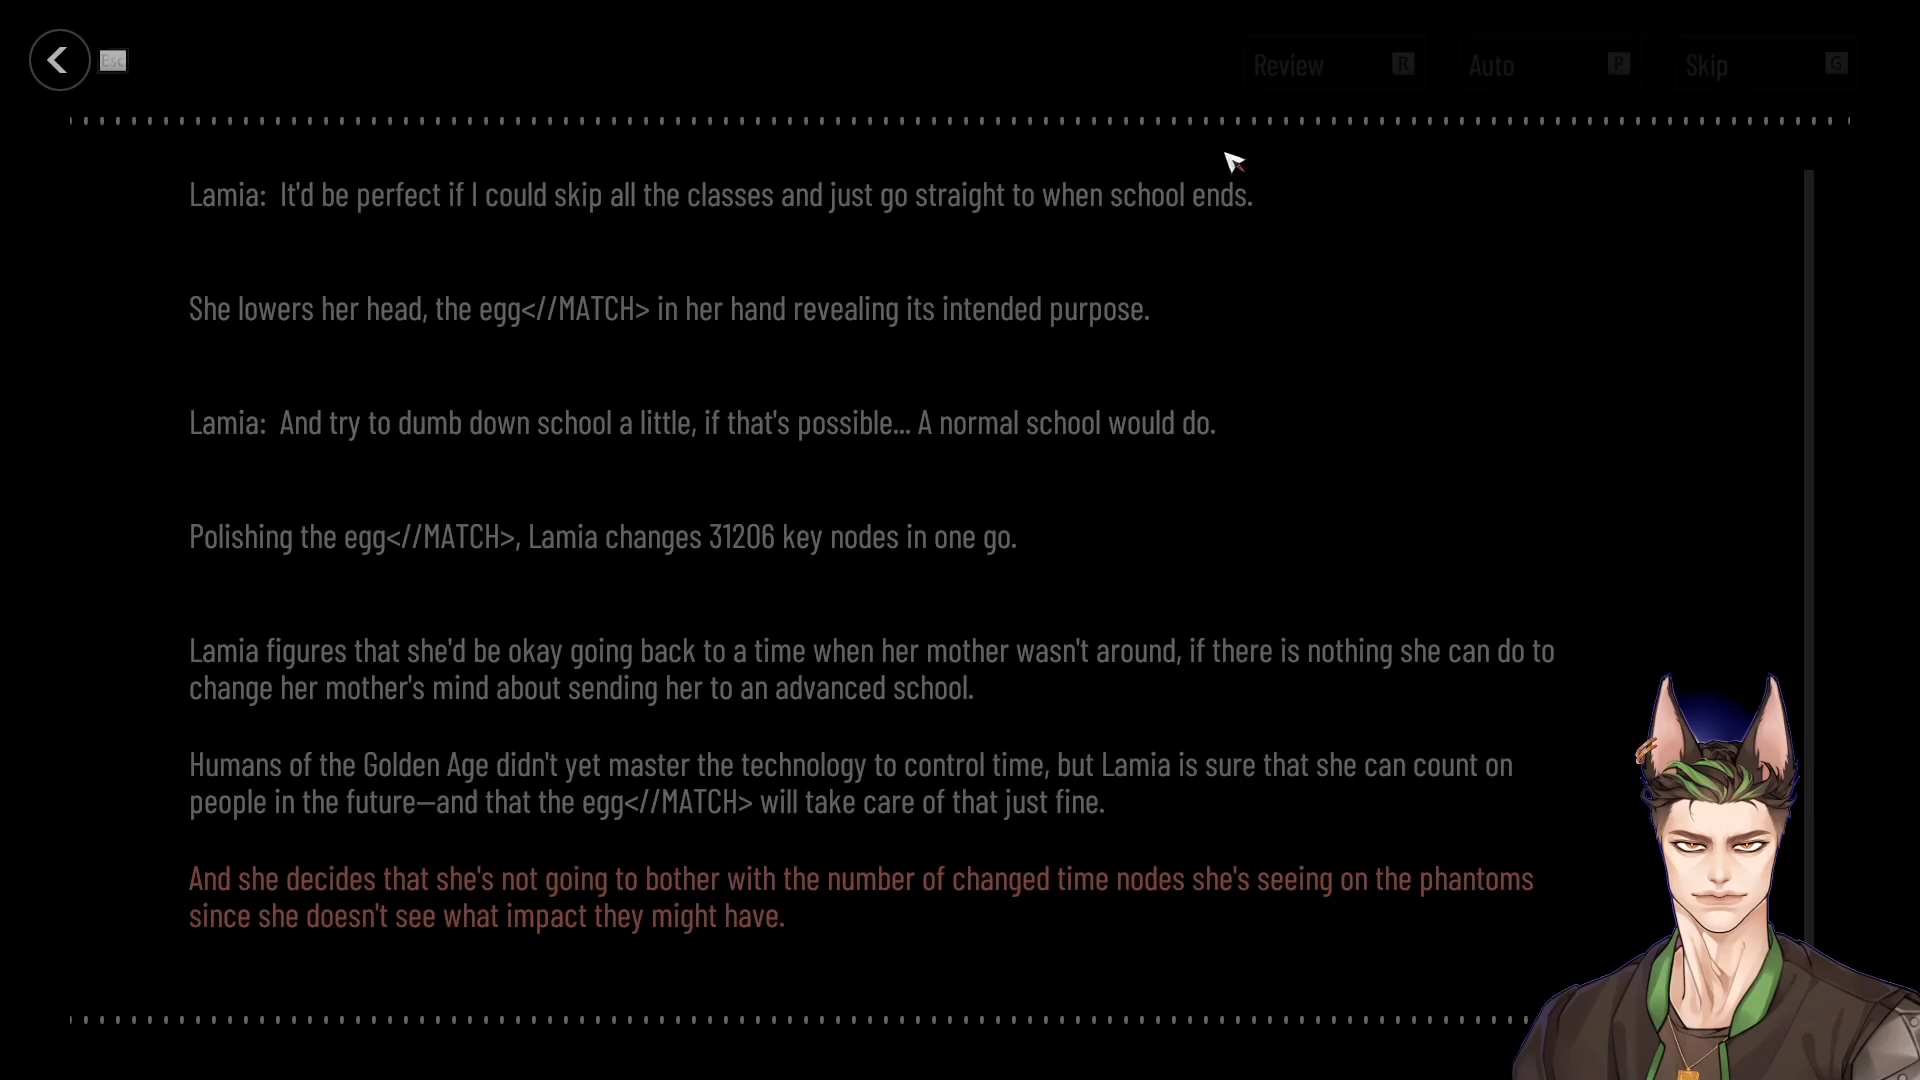 Esc
Review R Auto P Skip G
Lamia: It'd be perfect if I could skip all the classes and just go straight to when school ends.
She lowers her head, the egg<//MATCH> in her hand revealing its intended purpose.
Lamia: And try to dumb down school a little, if that's possible... A normal school would do.
Polishing the egg<//MATCH>, Lamia changes 31206 key nodes in one go.
Lamia figures that she'd be okay going back to a time when her mother wasn't around, if there is nothing she can do to
change her mother's mind about sending her to an advanced school.
Humans of the Golden Age didn't yet master the technology to control time, but Lamia is sure that she can count on
people in the future—and that the egg<//MATCH> will take care of that just fine.
And she decides that she's not going to bother with the number of changed time nodes she's seeing on the phantoms
since she doesn't see what impact they might have.